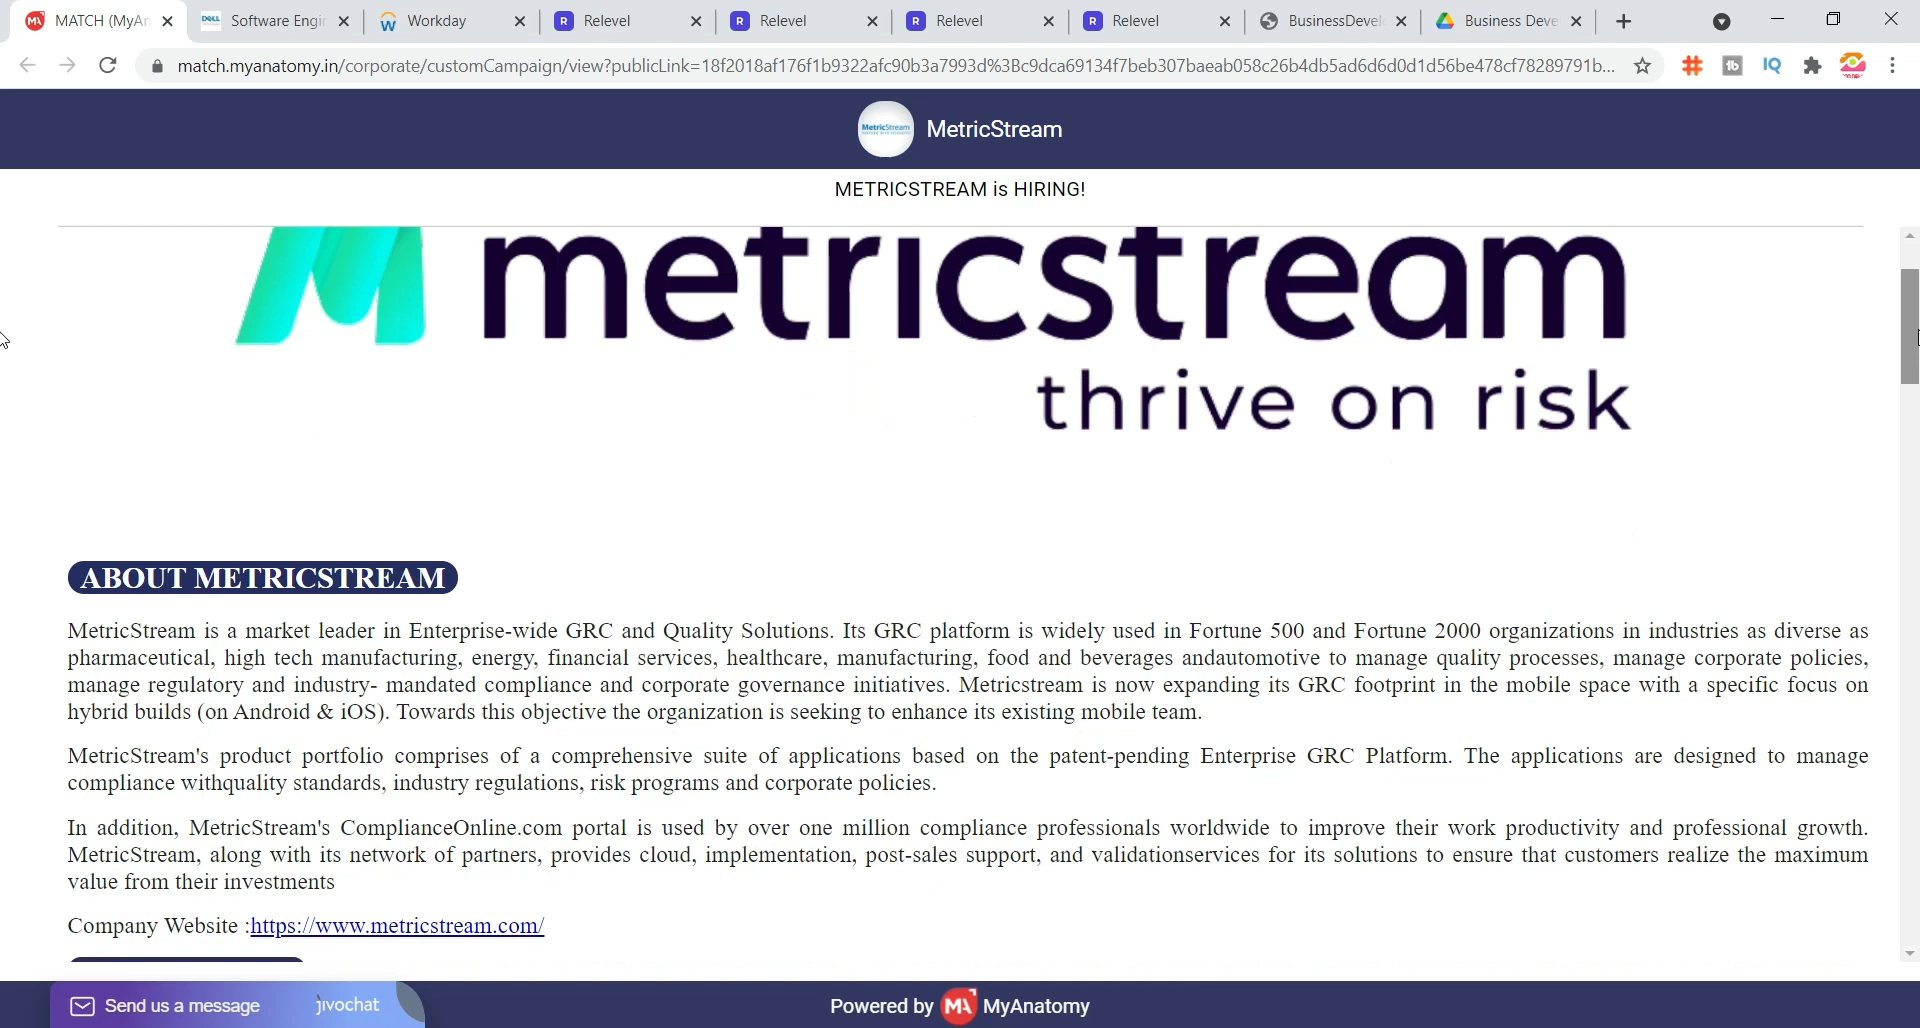 MATCH (MyAn
Software Engin
Workday
Relevel
Relevel
Relevel
Relevel
BusinessDevel
Business Deve
match.myanatomy.in/corporate/customCampaign/view?publicLink=18f2018af176f1b9322afc90b3a7993d%3Bc9dca69134f7beb307baeab058c26b4db5ad6d6d0d1d56be478cf78289791b...
MetricStream
METRICSTREAM is HIRING!
metricstream
thrive on risk
ABOUT METRICSTREAM
MetricStream is a market leader in Enterprise-wide GRC and Quality Solutions. Its GRC platform is widely used in Fortune 500 and Fortune 2000 organizations in industries as diverse as
pharmaceutical, high tech manufacturing, energy, financial services, healthcare, manufacturing, food and beverages andautomotive to manage quality processes, manage corporate policies,
manage regulatory and industry- mandated compliance and corporate governance initiatives. Metricstream is now expanding its GRC footprint in the mobile space with a specific focus on
hybrid builds (on Android & iOS). Towards this objective the organization is seeking to enhance its existing mobile team.
MetricStream's product portfolio comprises of a comprehensive suite of applications based on the patent-pending Enterprise GRC Platform. The applications are designed to manage
compliance withquality standards, industry regulations, risk programs and corporate policies.
In addition, MetricStream's ComplianceOnline.com portal is used by over one million compliance professionals worldwide to improve their work productivity and professional growth.
MetricStream, along with its network of partners, provides cloud, implementation, post-sales support, and validationservices for its solutions to ensure that customers realize the maximum
value from their investments
Company Website :https://www.metricstream.com/
Send us a message jivochat
Powered by MA MyAnatomy